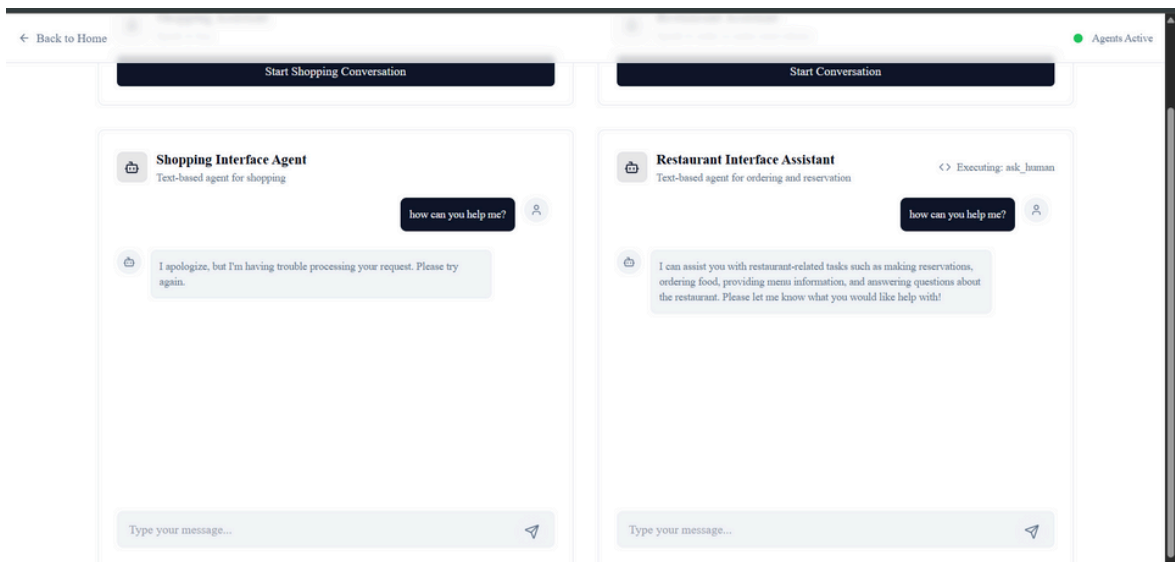 ← Back to Home
Agents Active
Start Shopping Conversation
Start Conversation
Shopping Interface Agent
Text-based agent for shopping
how can you help me?
I apologize, but I'm having trouble processing your request. Please try
again.
Type your message...
Restaurant Interface Assistant
Text-based agent for ordering and reservation
<> Executing: ask_human
how can you help me?
I can assist you with restaurant-related tasks such as making reservations,
ordering food, providing menu information, and answering questions about
the restaurant. Please let me know what you would like help with!
Type your message...